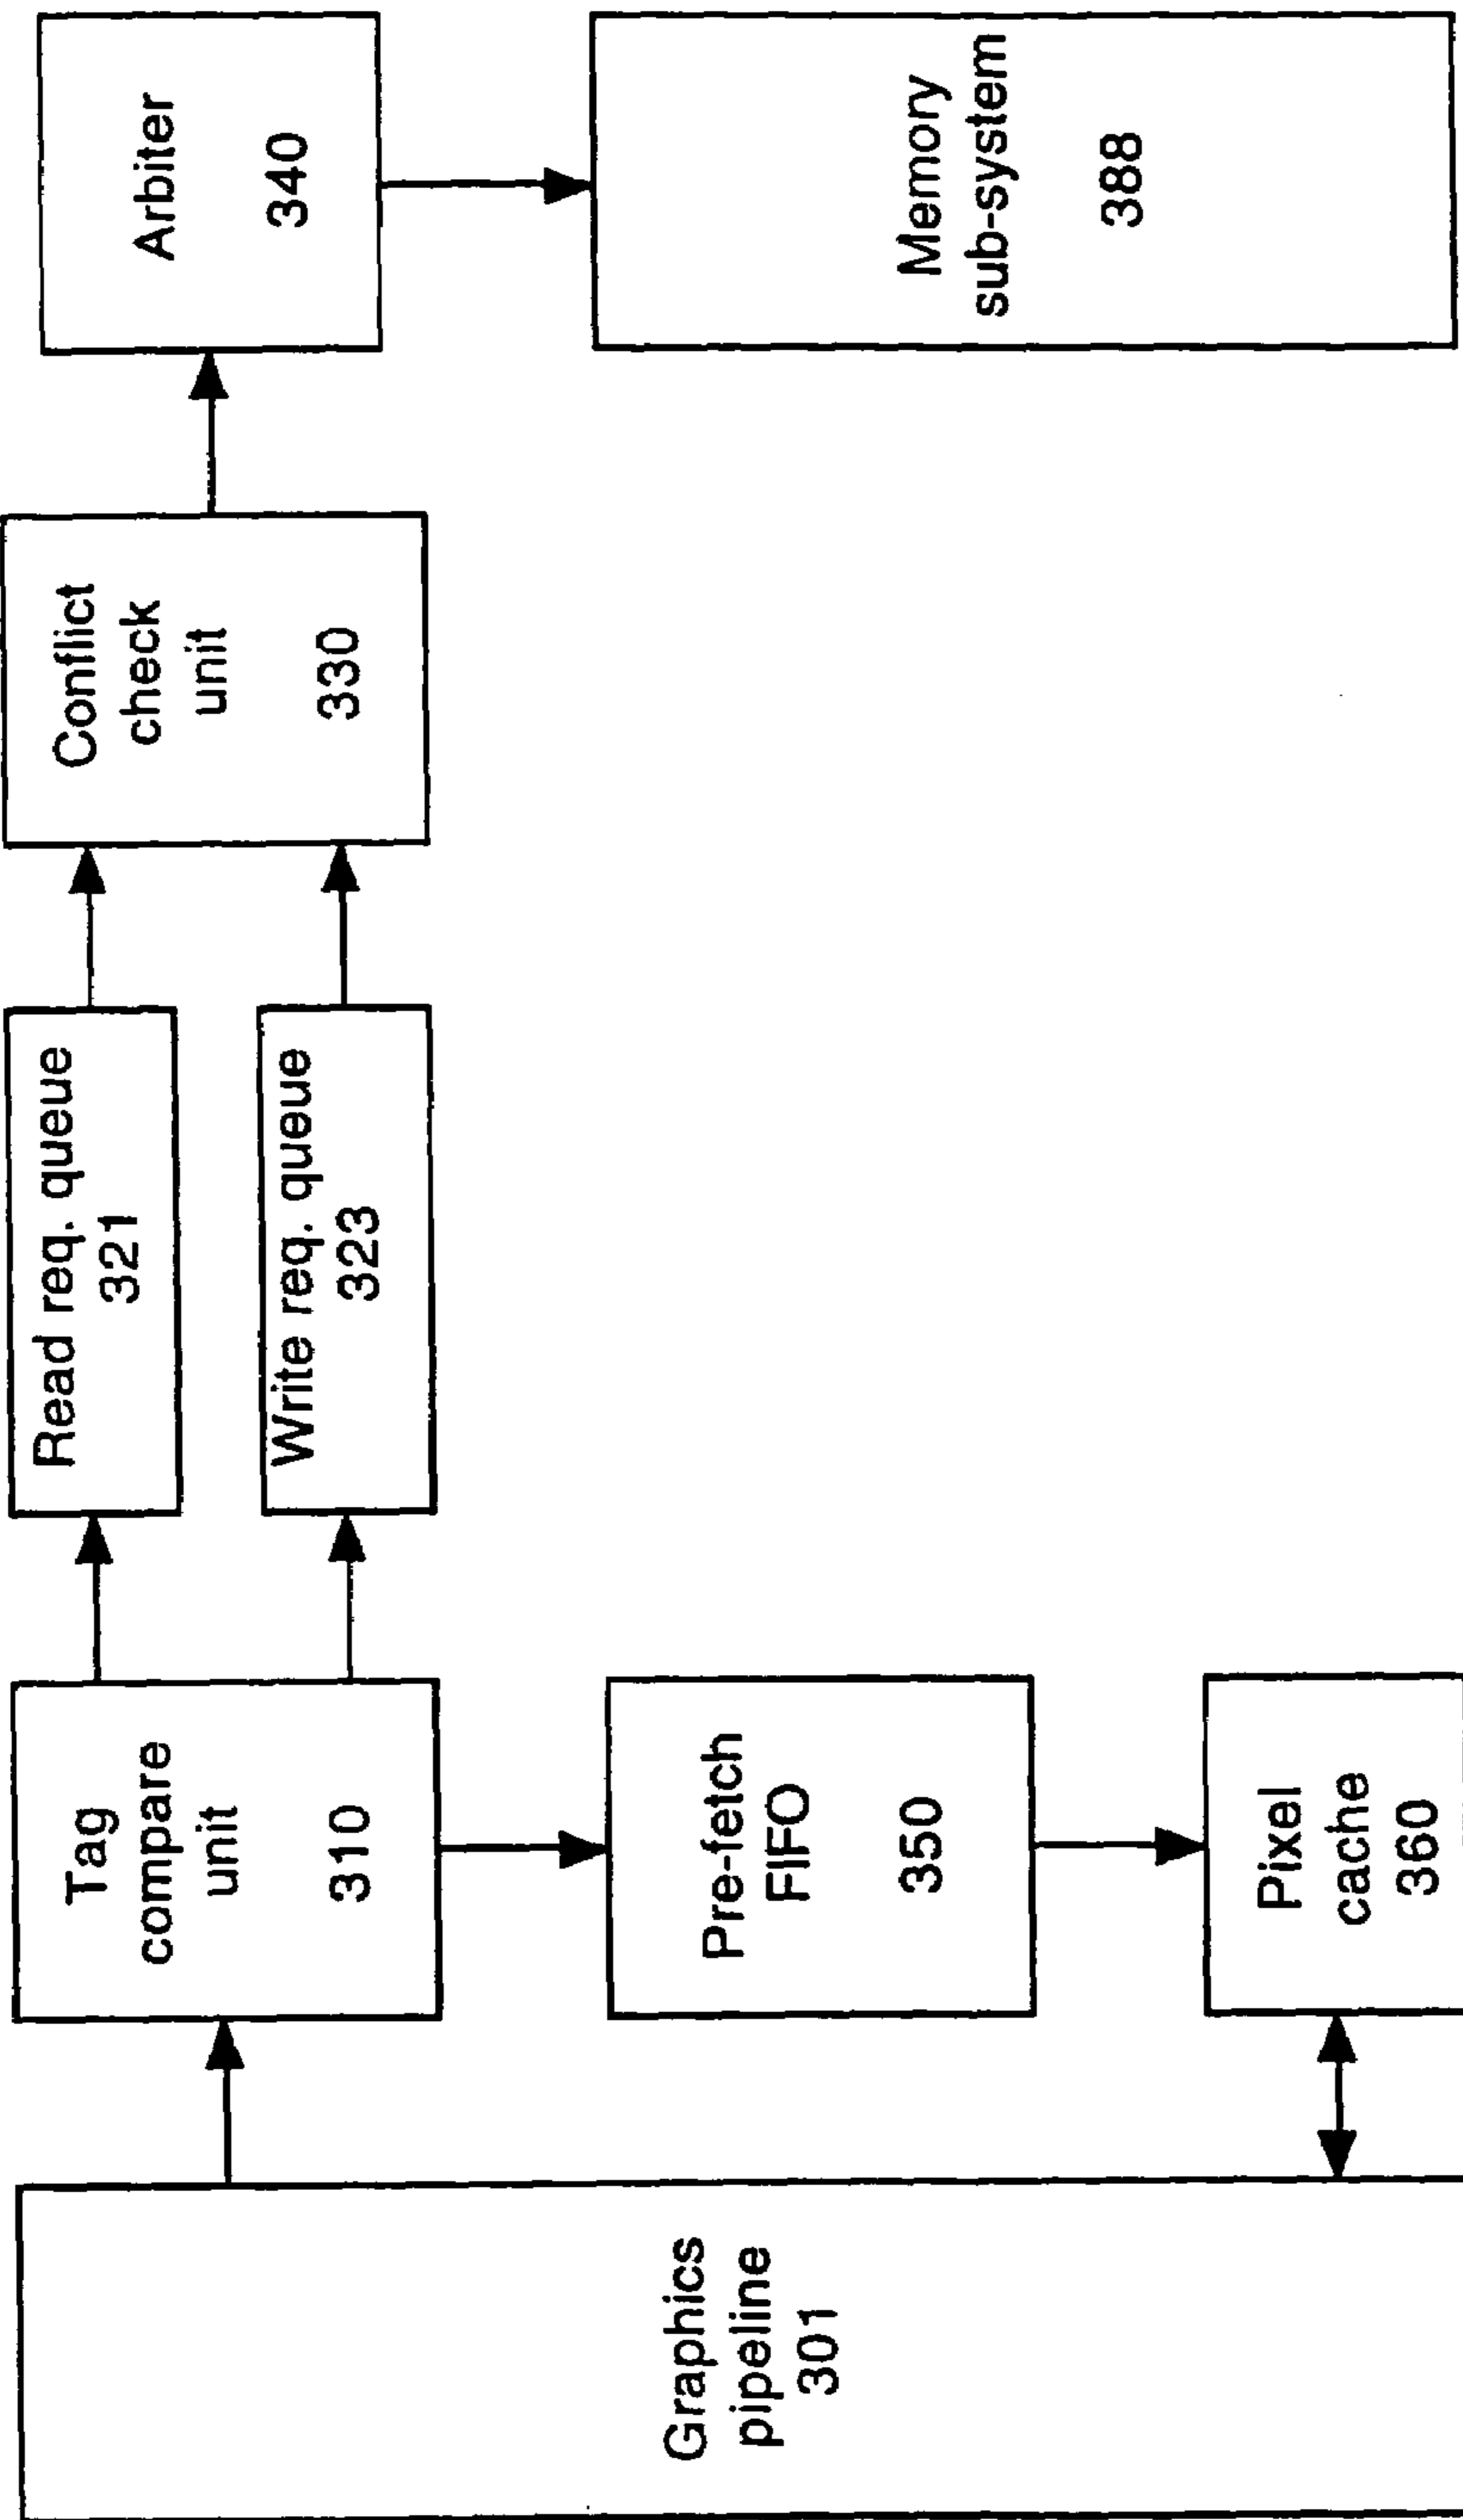 Graphics
pipeline
301
Tag
compare
unit
310
Read req. queue
321
Write req. queue
323
Conflict
check
unit
330
Arbiter
340
Pre-fetch
FIFO
350
Pixel
cache
360
Memory
sub-system
388